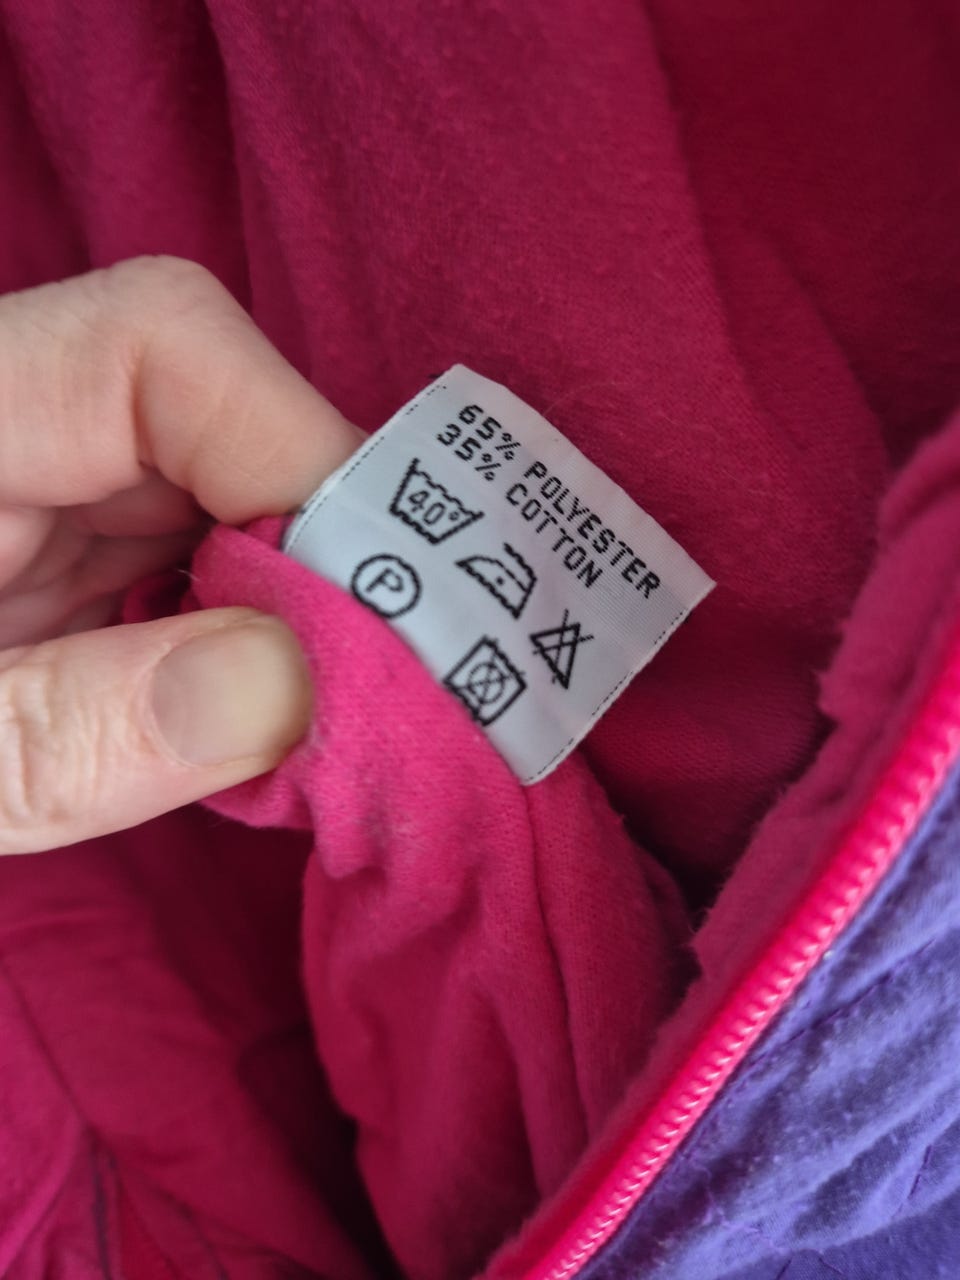 65% POLYESTER
35% COTTON
40°
P